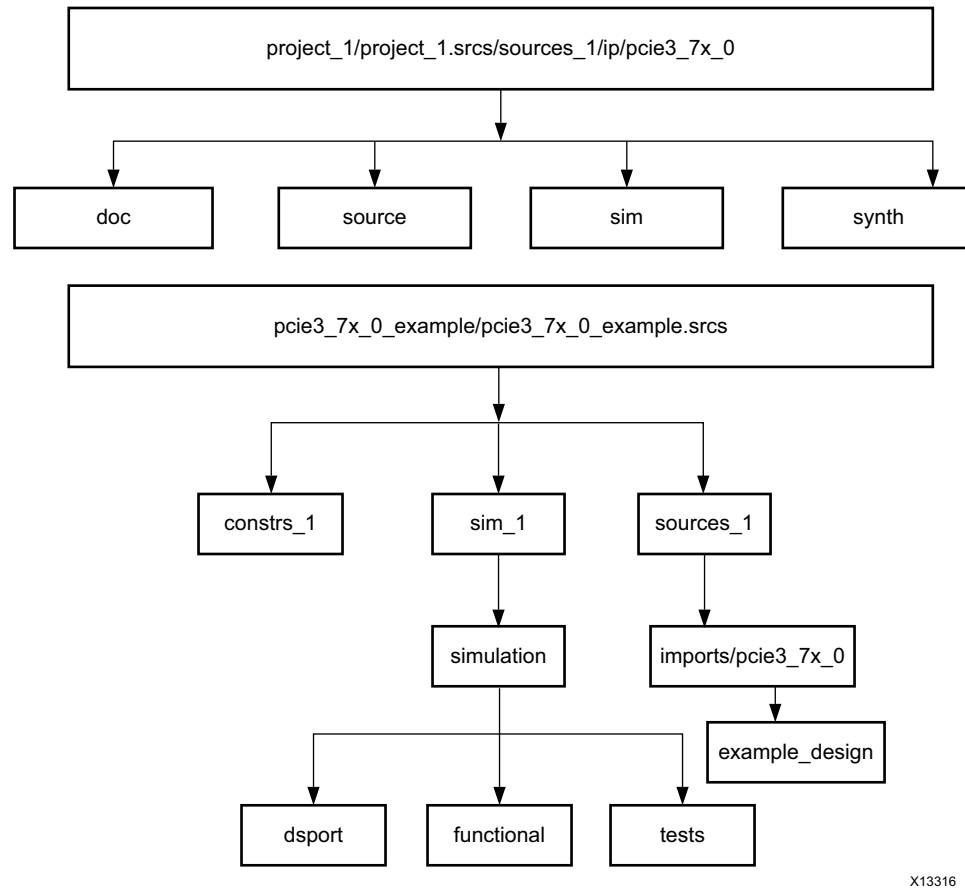 project_1/project_1.srcs/sources_1/ip/pcie3_7x_0
doc
source
sim
synth
pcie3_7x_0_example/pcie3_7x_0_example.srcs
constrs_1
sim_1
sources_1
simulation
imports/pcie3_7x_0
example_design
dsport
functional
tests
X13316